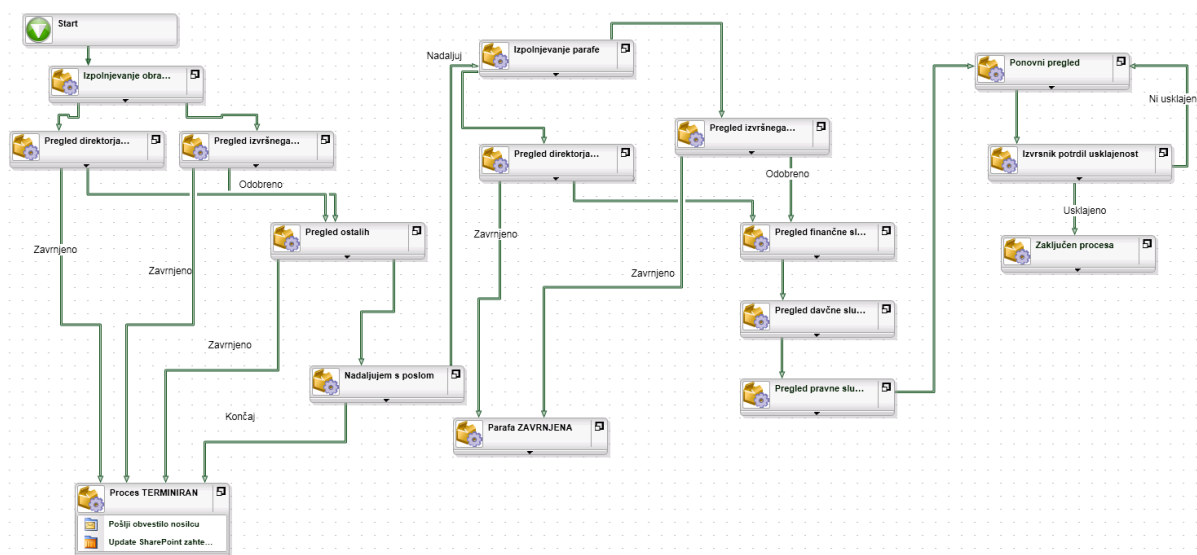 Start
Izpolnjevanje obra...
Pregled direktorja...
Pregled izvršnega...
Odobreno
Pregled ostalih
Zavrnjeno
Zavrnjeno
Zavrnjeno
Nadaljujem s poslom
Končaj
Proces TERMINIRAN
Pošlji obvestilo nosilcu
Update SharePoint zahte...
Nadaljuj
Izpolnjevanje parafe
Pregled izvršnega...
Pregled direktorja...
Odobreno
Zavrnjeno
Pregled finančne sl...
Zavrnjeno
Pregled davčne slu...
Pregled pravne slu...
Parafa ZAVRNJENA
Ponovni pregled
Ni usklajen
Izvrsnik potrdil usklajenost
Usklajeno
Zaključen procesa